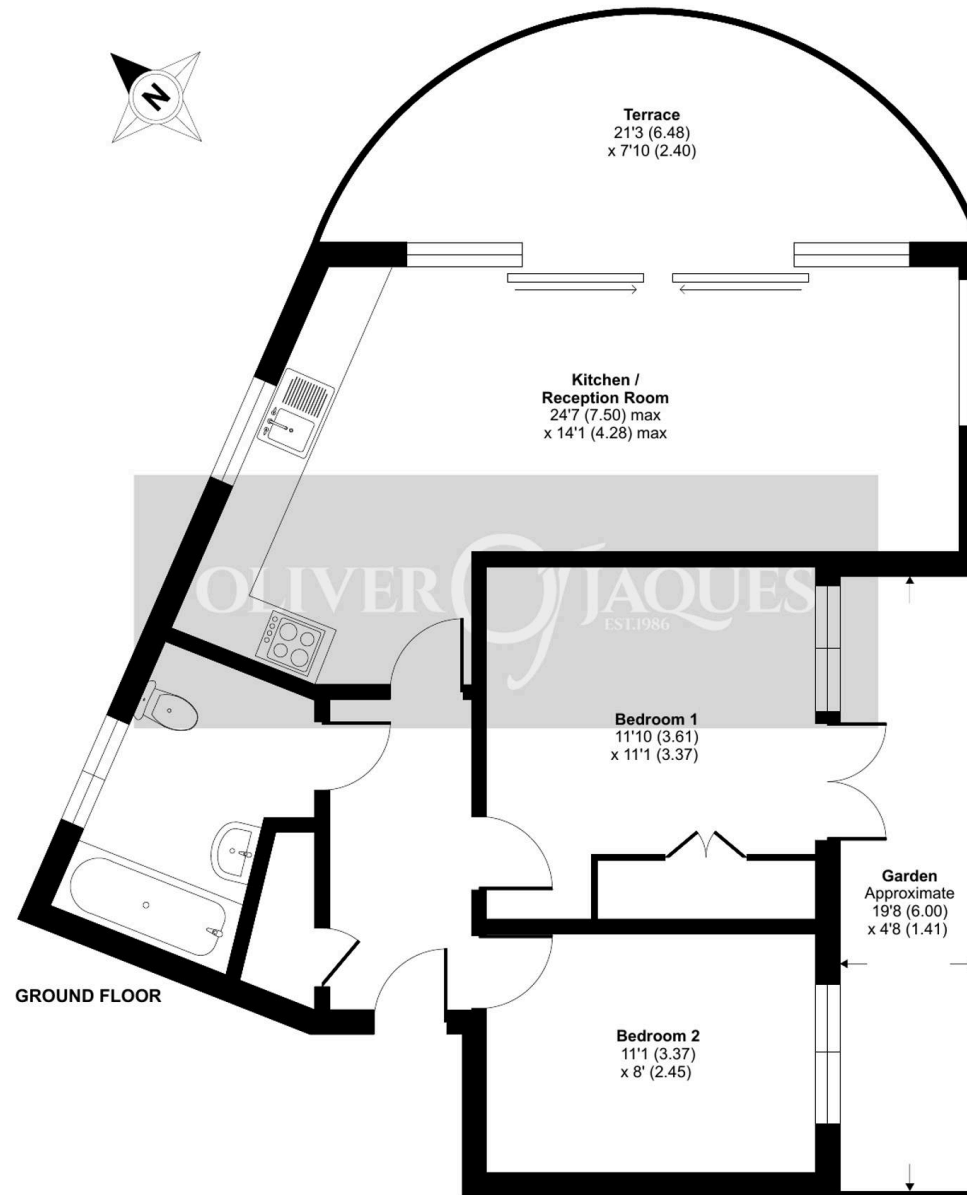 N
Terrace
21'3 (6.48)
x 7'10 (2.40)
Kitchen /
Reception Room
24'7 (7.50) max
x 14'1 (4.28) max
OLIVER JAQUES
EST.1986
Bedroom 1
11'10 (3.61)
x 11'1 (3.37)
Garden
Approximate
19'8 (6.00)
x 4'8 (1.41)
GROUND FLOOR
Bedroom 2
11'1 (3.37)
x 8' (2.45)